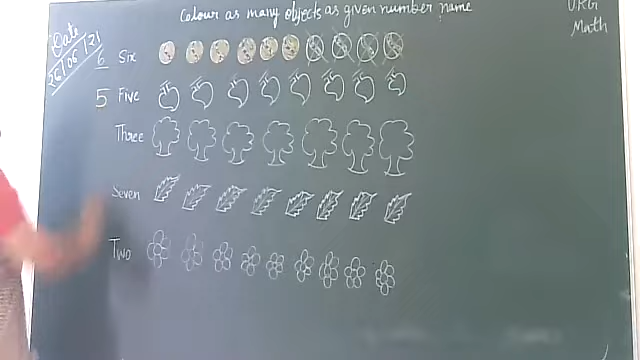 Colour as many objects as given number name
UKG
Math
Date
26/06/21
6 Six
5 Five
Three
Seven
Two